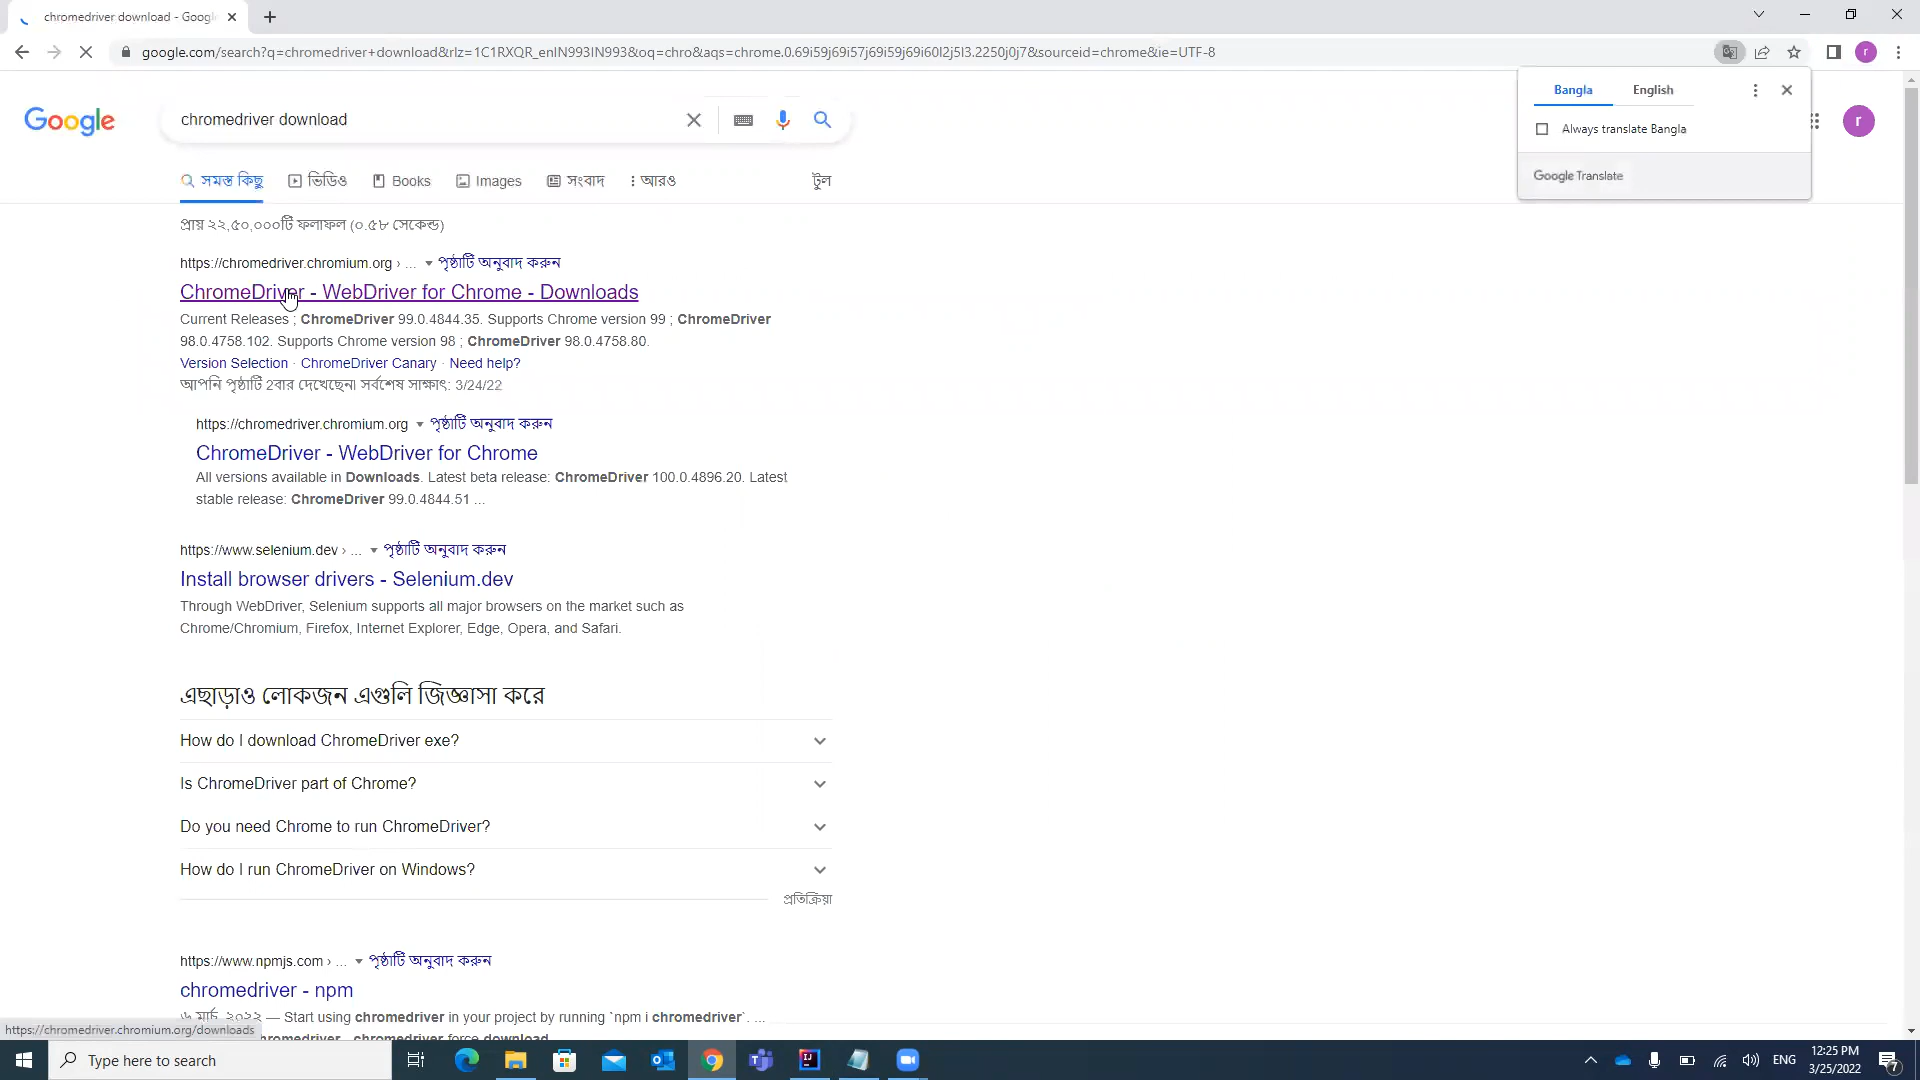 chromedriver download - Googl
google.com/search?q=chromedriver+download&rlz=1C1RXQR_enIN993IN993&oq=chro&aqs=chrome.0.69i59j69i57j69i59j69i60l2j5l3.2250j0j7&sourceid=chrome&ie=UTF-8
r
Bangla English
Always translate Bangla
Google Translate
Google
chromedriver download
r
সমস্ত কিছু ভিডিও Books Images সংবাদ আরও টুল
প্রায় ২২,৫০,০০০টি ফলাফল (০.৫৮ সেকেন্ড)
https://chromedriver.chromium.org › ... পৃষ্ঠাটি অনুবাদ করুন
ChromeDriver - WebDriver for Chrome - Downloads
Current Releases ; ChromeDriver 99.0.4844.35. Supports Chrome version 99 ; ChromeDriver
98.0.4758.102. Supports Chrome version 98 ; ChromeDriver 98.0.4758.80.
Version Selection · ChromeDriver Canary · Need help?
আপনি পৃষ্ঠাটি 2বার দেখেছেন। সর্বশেষ সাক্ষাৎ: 3/24/22
https://chromedriver.chromium.org পৃষ্ঠাটি অনুবাদ করুন
ChromeDriver - WebDriver for Chrome
All versions available in Downloads. Latest beta release: ChromeDriver 100.0.4896.20. Latest
stable release: ChromeDriver 99.0.4844.51 ...
https://www.selenium.dev › ... পৃষ্ঠাটি অনুবাদ করুন
Install browser drivers - Selenium.dev
Through WebDriver, Selenium supports all major browsers on the market such as
Chrome/Chromium, Firefox, Internet Explorer, Edge, Opera, and Safari.
এছাড়াও লোকজন এগুলি জিজ্ঞাসা করে
How do I download ChromeDriver exe?
Is ChromeDriver part of Chrome?
Do you need Chrome to run ChromeDriver?
How do I run ChromeDriver on Windows?
প্রতিক্রিয়া
https://www.npmjs.com › ... পৃষ্ঠাটি অনুবাদ করুন
chromedriver - npm
৬ মার্চ, ২০২২ — Start using chromedriver in your project by running `npm i chromedriver`. ...
https://chromedriver.chromium.org/downloads
chromedriver force download
Type here to search
ENG
12:25 PM
3/25/2022
7